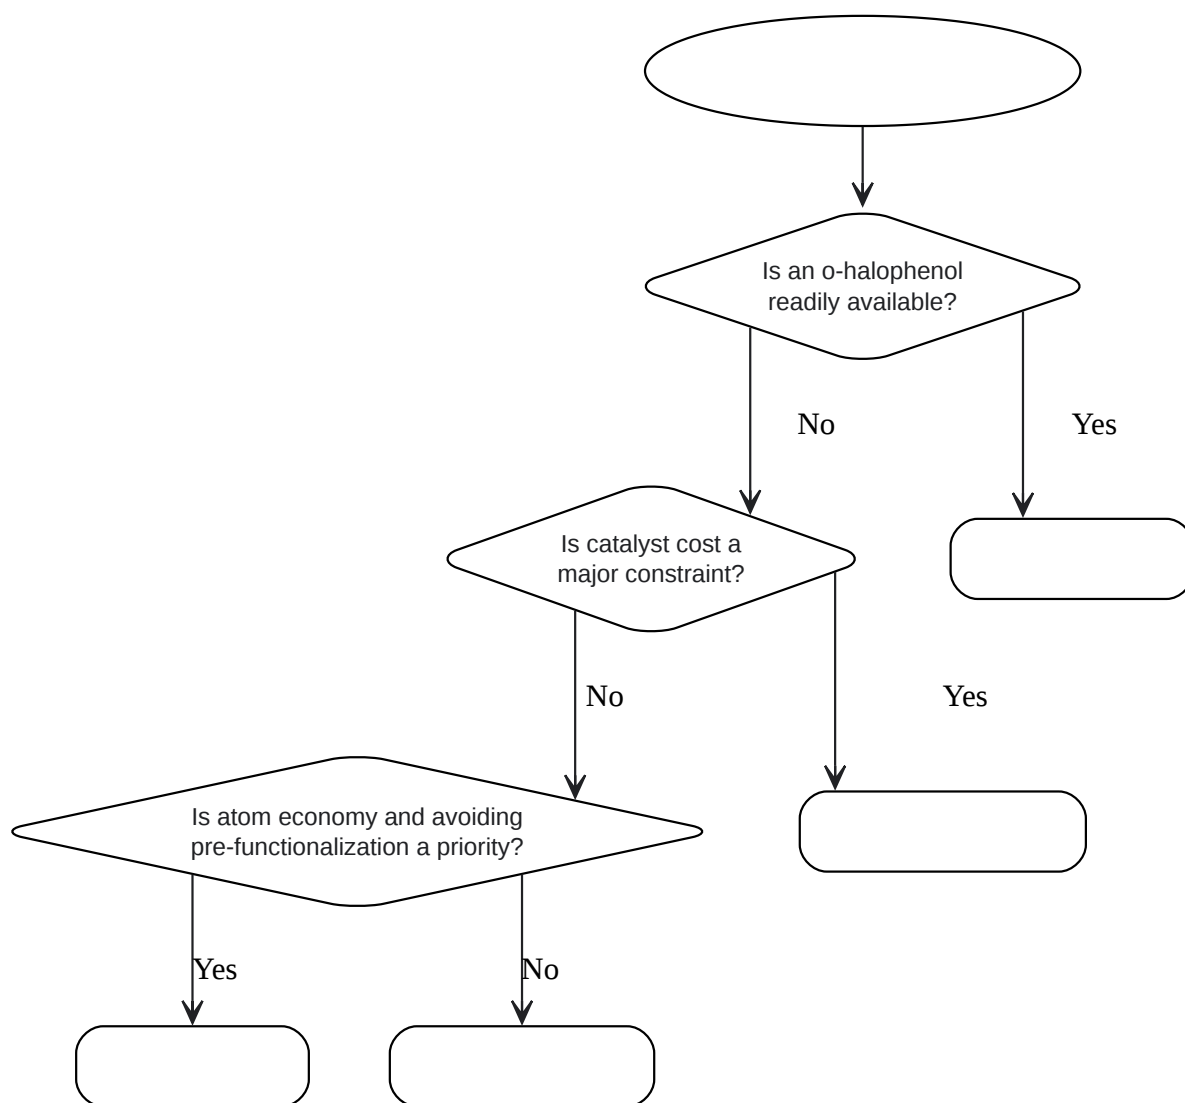 Is an o-halophenol
readily available?
No
Yes
Is catalyst cost a
major constraint?
No
Yes
Is atom economy and avoiding
pre-functionalization a priority?
Yes
No